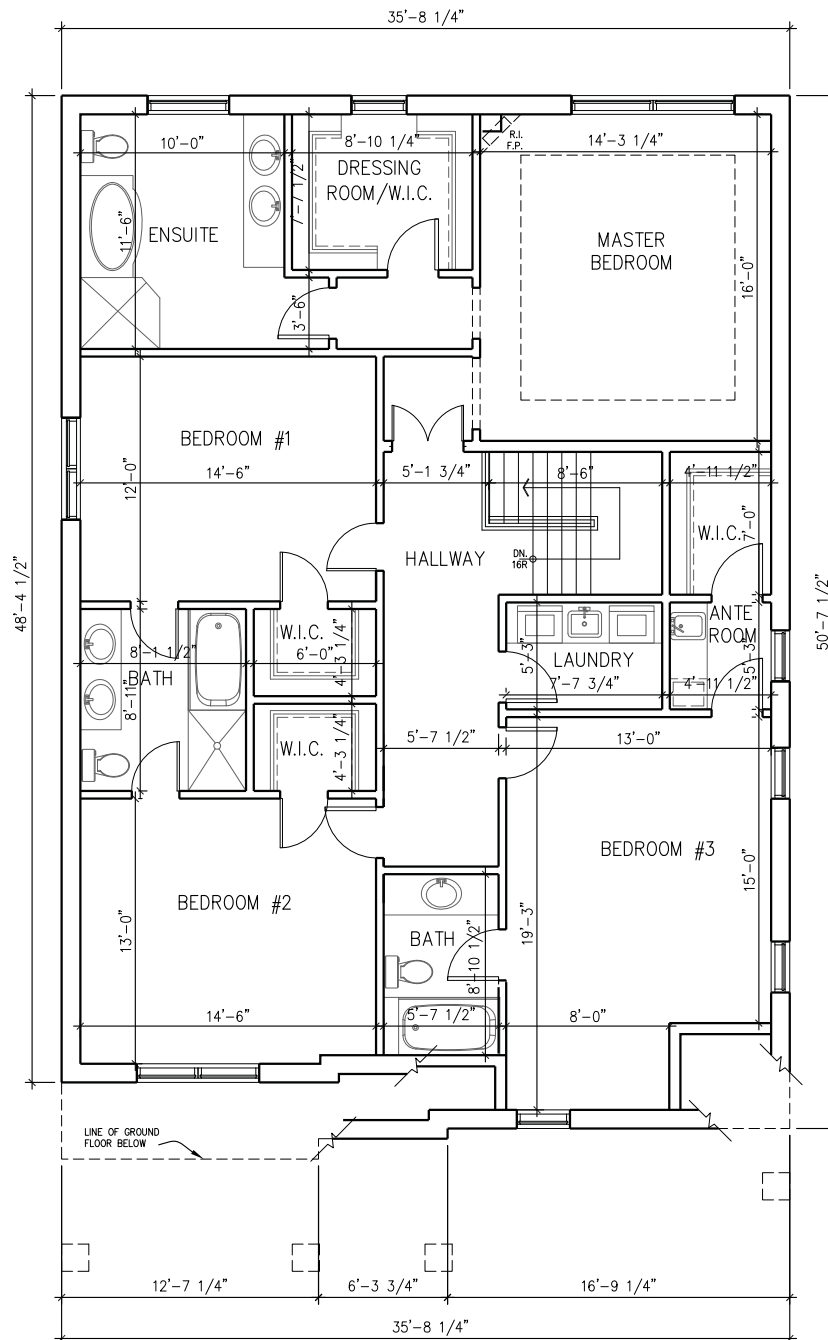 35'-8 1/4"
10'-0"
8'-10 1/4"
R.I.
F.P.
14'-3 1/4"
DRESSING
ROOM/W.I.C.
7'-7 1/2"
11'-6"
ENSUITE
MASTER
BEDROOM
16'-0"
3'-6"
BEDROOM #1
14'-6"
12'-0"
5'-1 3/4"
8'-6"
4'-11 1/2"
W.I.C.
7'-0"
HALLWAY
DN.
16R
48'-4 1/2"
50'-7 1/2"
W.I.C.
4'-3 1/4"
6'-0"
8'-1 1/2"
BATH
8'-11"
5'-3"
LAUNDRY
7'-7 3/4"
ANTE
ROOM
5'-3"
4'-11 1/2"
W.I.C.
4'-3 1/4"
5'-7 1/2"
13'-0"
BEDROOM #3
15'-0"
BEDROOM #2
13'-0"
19'-3"
BATH
8'-10 1/2"
14'-6"
5'-7 1/2"
8'-0"
LINE OF GROUND
FLOOR BELOW
12'-7 1/4"
6'-3 3/4"
16'-9 1/4"
35'-8 1/4"